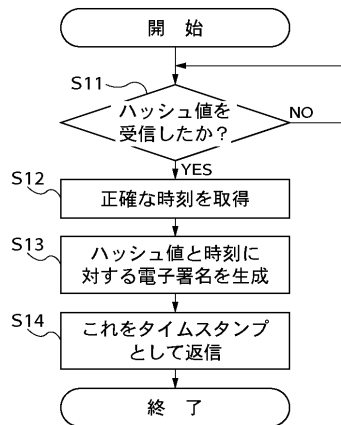 開　始
S11
ハッシュ値を
受信したか？
NO
YES
S12
正確な時刻を取得
S13
ハッシュ値と時刻に
対する電子署名を生成
S14
これをタイムスタンプ
として返信
終　了